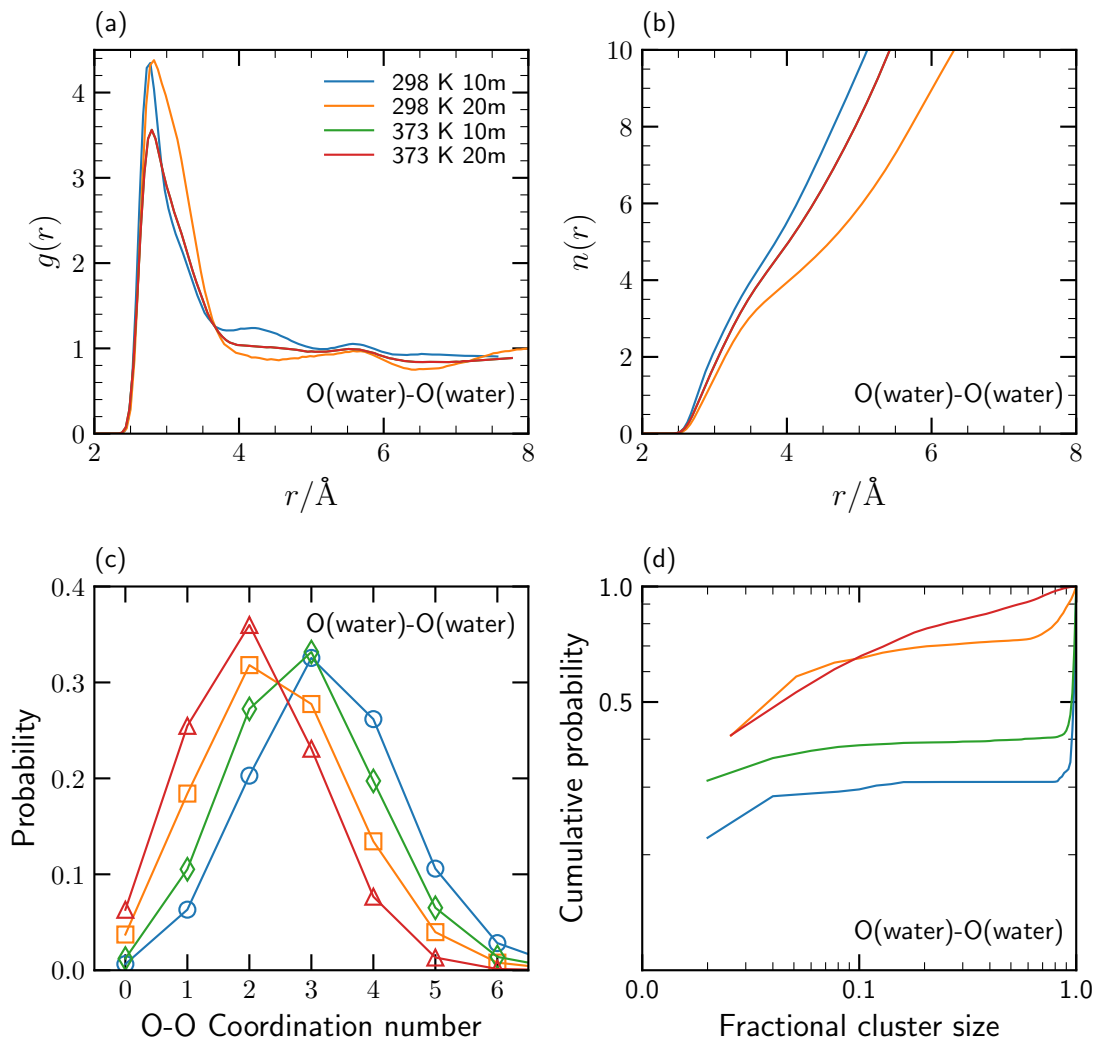 (a)
g(r)
4
3
2
1
0
298 K 10m
298 K 20m
373 K 10m
373 K 20m
O(water)-O(water)
2 4 6 8
r/Å
(b)
n(r)
10
8
6
4
2
0
O(water)-O(water)
2 4 6 8
r/Å
(c)
Probability
0.4
0.3
0.2
0.1
0.0
O(water)-O(water)
0 1 2 3 4 5 6
O-O Coordination number
(d)
Cumulative probability
1.0
0.5
O(water)-O(water)
0.0 0.1 1.0
Fractional cluster size